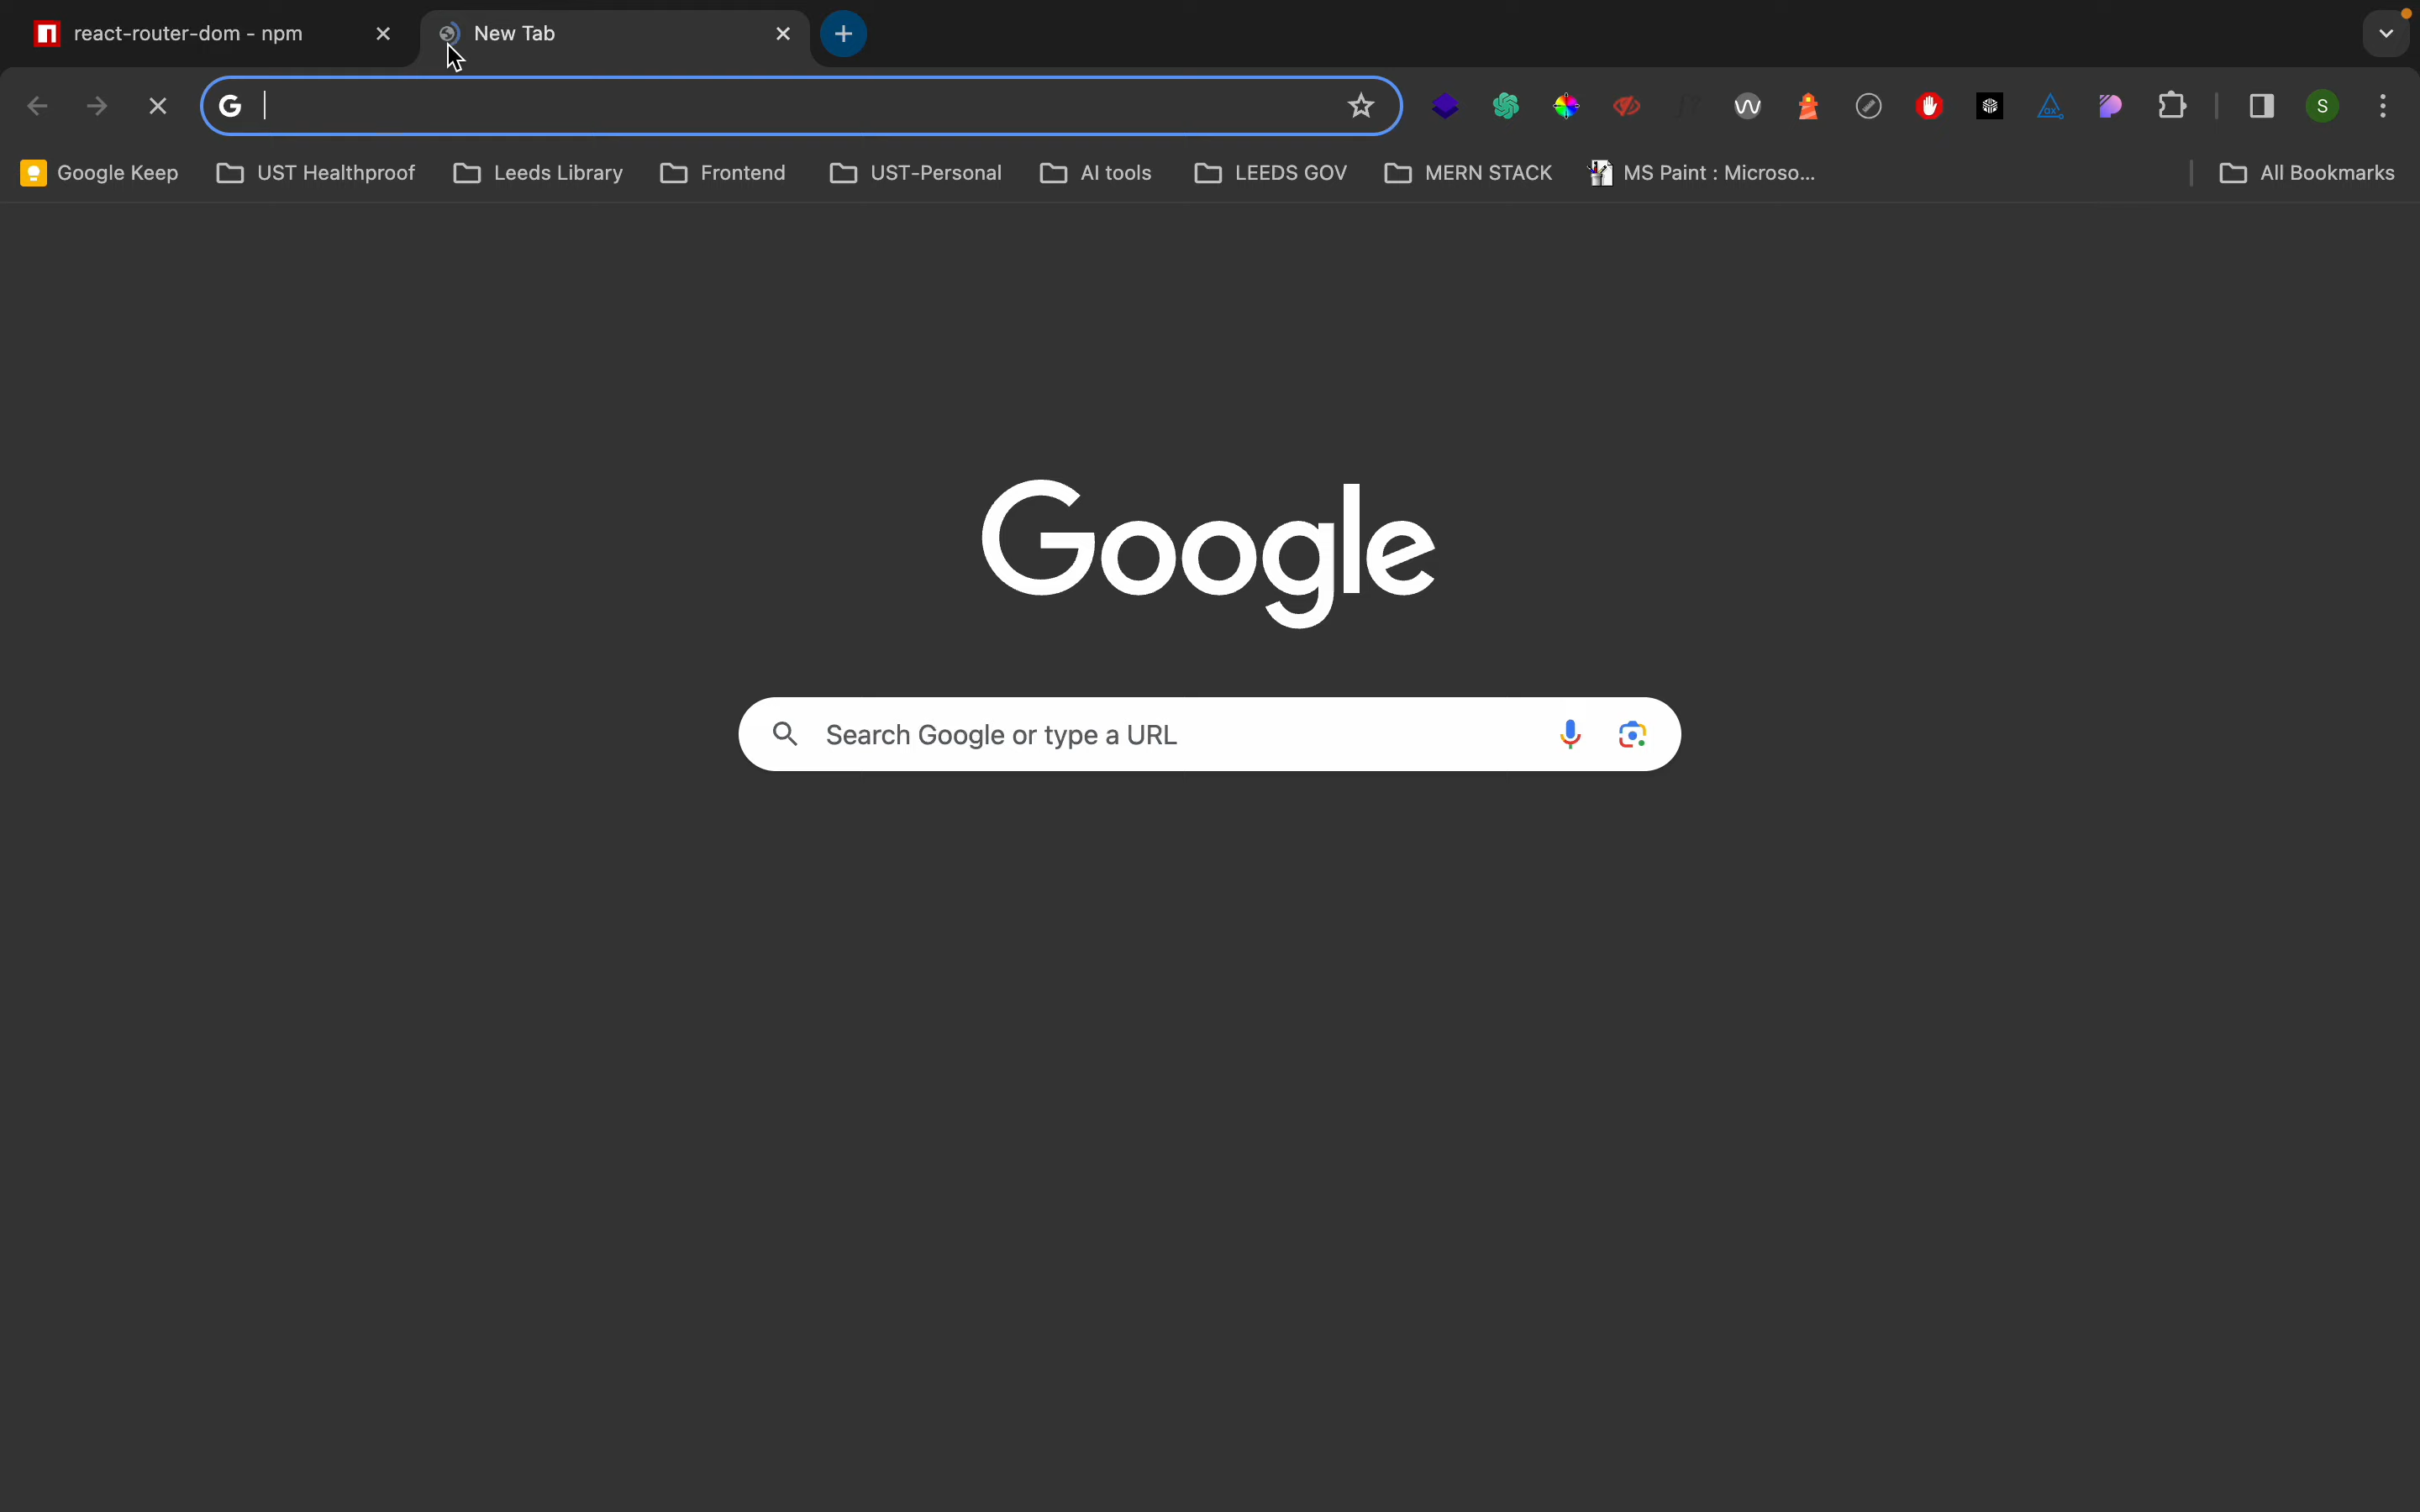 react-router-dom - npm
New Tab
Google Keep
UST Healthproof
Leeds Library
Frontend
UST-Personal
AI tools
LEEDS GOV
MERN STACK
MS Paint : Microso...
All Bookmarks
S
Google
Search Google or type a URL